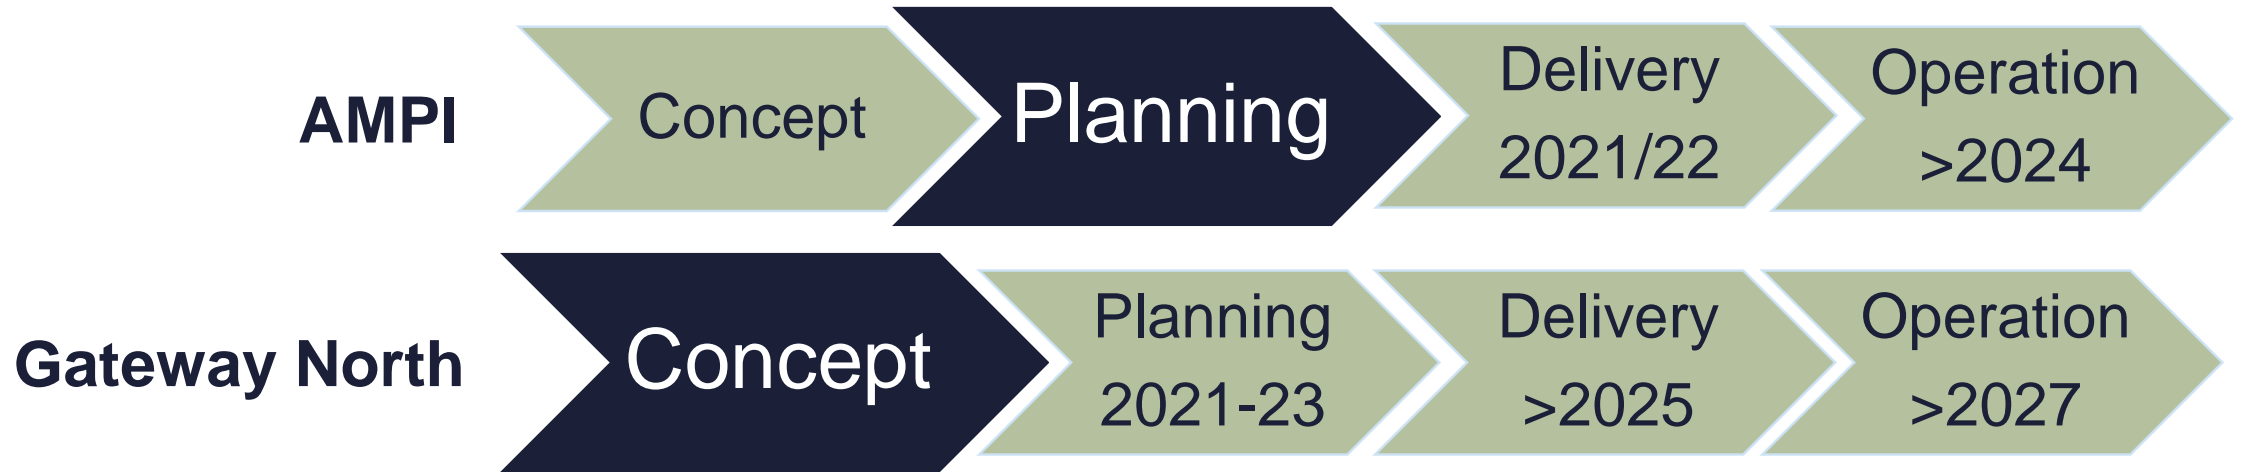 AMPI
Concept
Planning
Delivery
2021/22
Operation
>2024
Gateway North
Concept
Planning
2021-23
Delivery
>2025
Operation
>2027